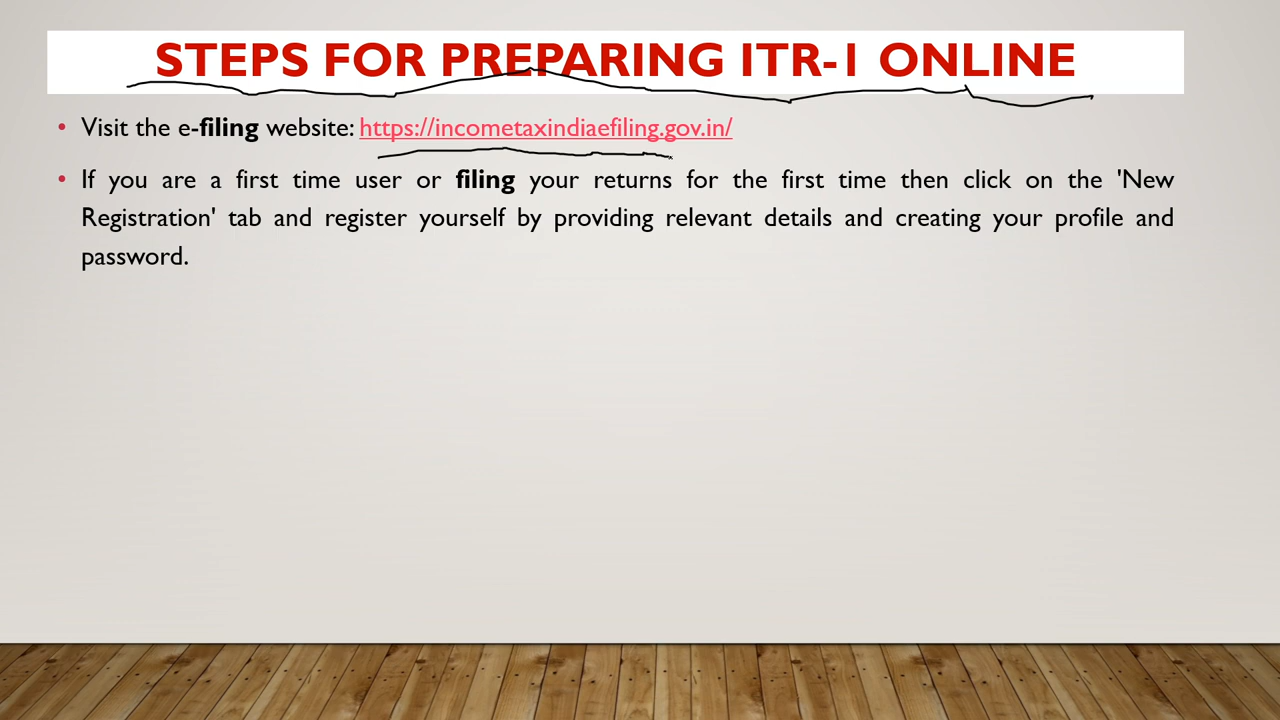 STEPS FOR PREPARING ITR-1 ONLINE
• Visit the e-filing website: https://incometaxindiaefiling.gov.in/
• If you are a first time user or filing your returns for the first time then click on the 'New
Registration' tab and register yourself by providing relevant details and creating your profile and
password.